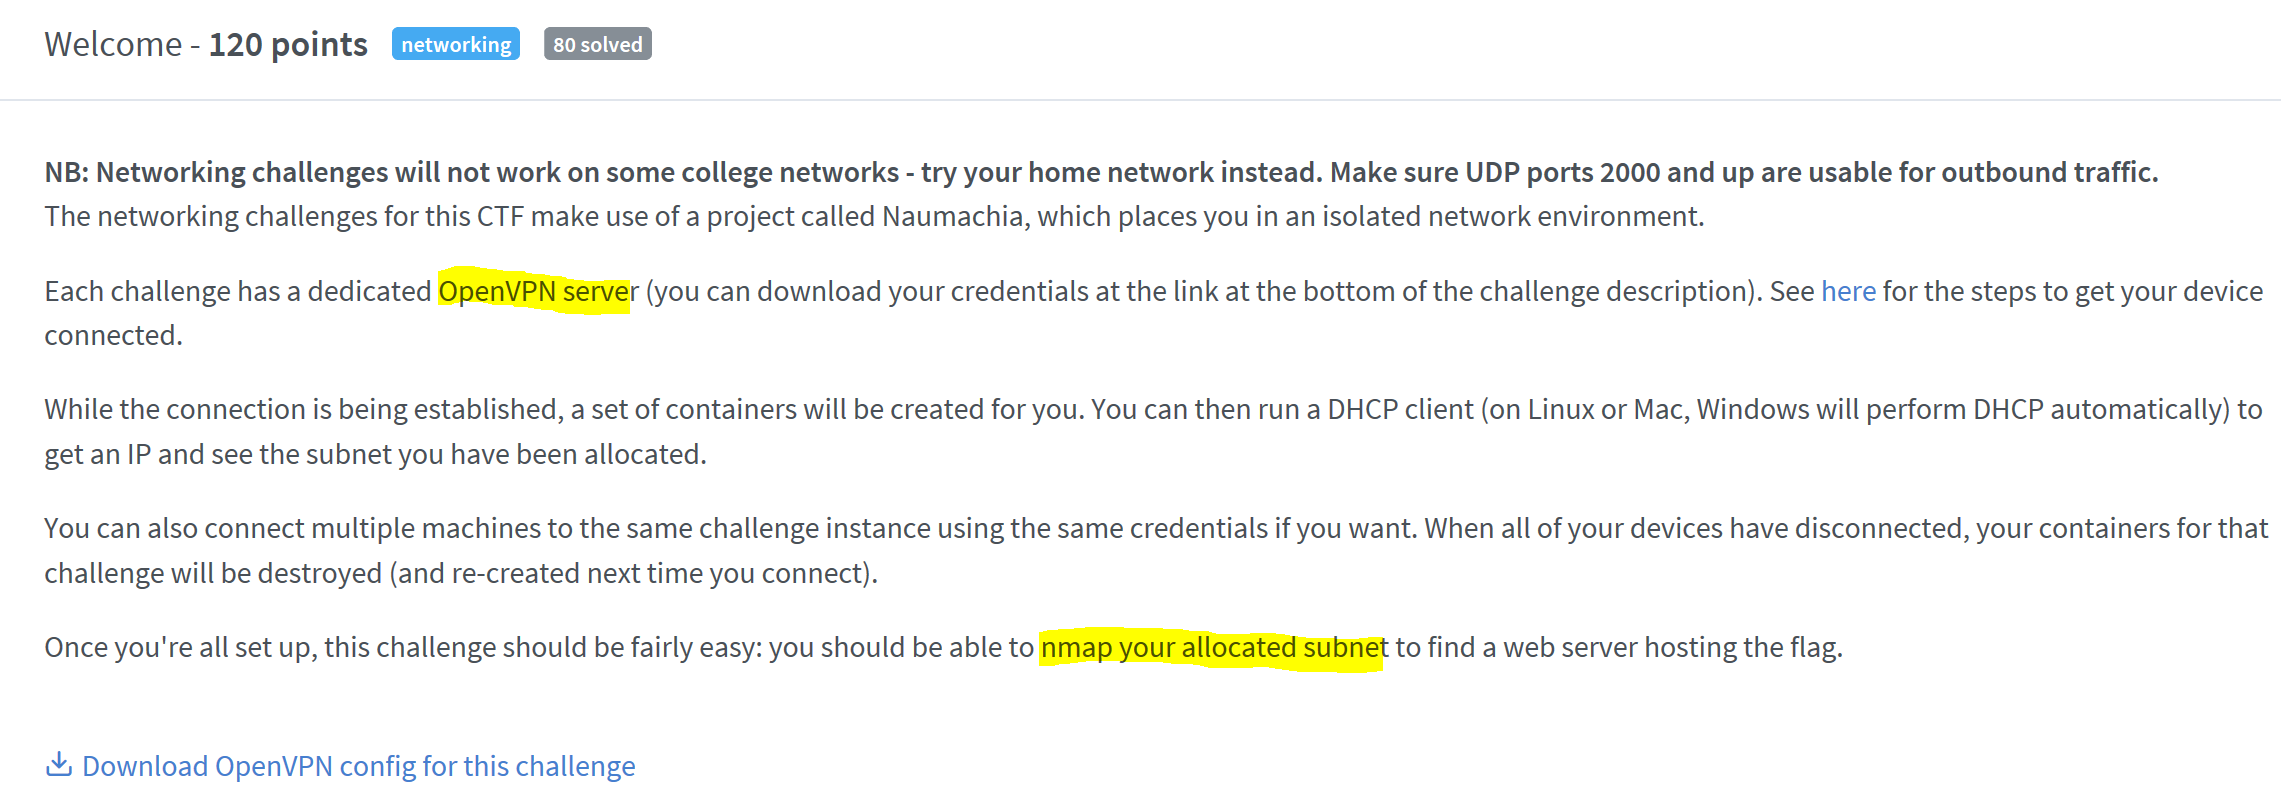 Welcome - 120 points networking 80 solved
NB: Networking challenges will not work on some college networks - try your home network instead. Make sure UDP ports 2000 and up are usable for outbound traffic.
The networking challenges for this CTF make use of a project called Naumachia, which places you in an isolated network environment.
Each challenge has a dedicated OpenVPN server (you can download your credentials at the link at the bottom of the challenge description). See here for the steps to get your device
connected.
While the connection is being established, a set of containers will be created for you. You can then run a DHCP client (on Linux or Mac, Windows will perform DHCP automatically) to
get an IP and see the subnet you have been allocated.
You can also connect multiple machines to the same challenge instance using the same credentials if you want. When all of your devices have disconnected, your containers for that
challenge will be destroyed (and re-created next time you connect).
Once you're all set up, this challenge should be fairly easy: you should be able to nmap your allocated subnet to find a web server hosting the flag.
Download OpenVPN config for this challenge